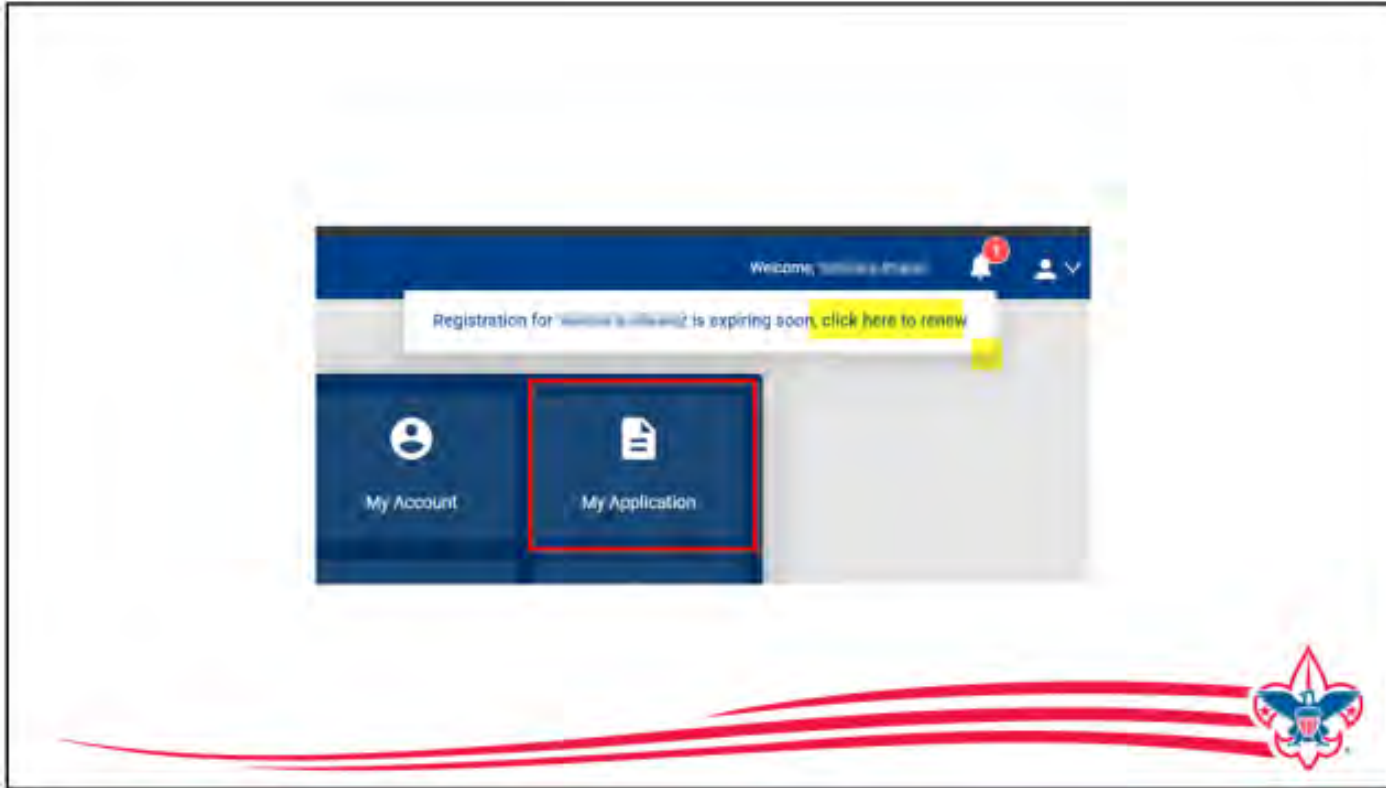 Welcome,
1
Registration for is expiring soon, click here to renew
My Account
My Application